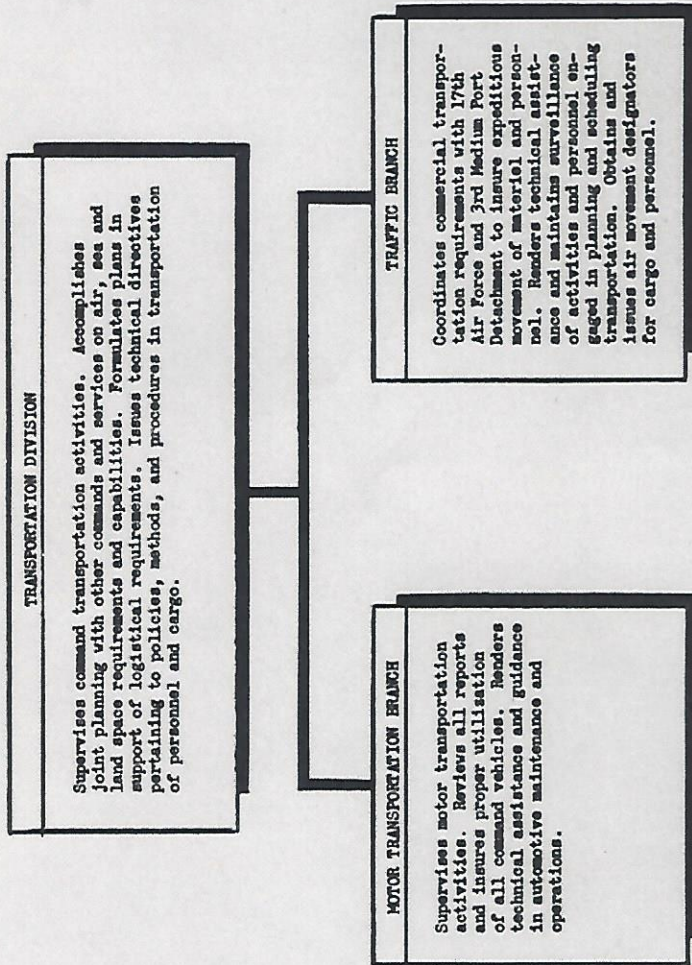 TRANSPORTATION DIVISION
Supervises command transportation activities. Accomplishes
joint planning with other commands and services on air, sea and
land space requirements and capabilities. Formulates plans in
support of logistical requirements. Issues technical directives
pertaining to policies, methods, and procedures in transportation
of personnel and cargo.
MOTOR TRANSPORTATION BRANCH
Supervises motor transportation
activities. Reviews all reports
and insures proper utilization
of all command vehicles. Renders
technical assistance and guidance
in automotive maintenance and
operations.
TRAFFIC BRANCH
Coordinates commercial transpor-
tation requirements with 17th
Air Force and 3rd Medium Port
Detachment to insure expeditious
movement of materiel and person-
nel. Renders technical assist-
ance and maintains surveillance
of activities and personnel en-
gaged in planning and scheduling
transportation. Obtains and
issues air movement designators
for cargo and personnel.